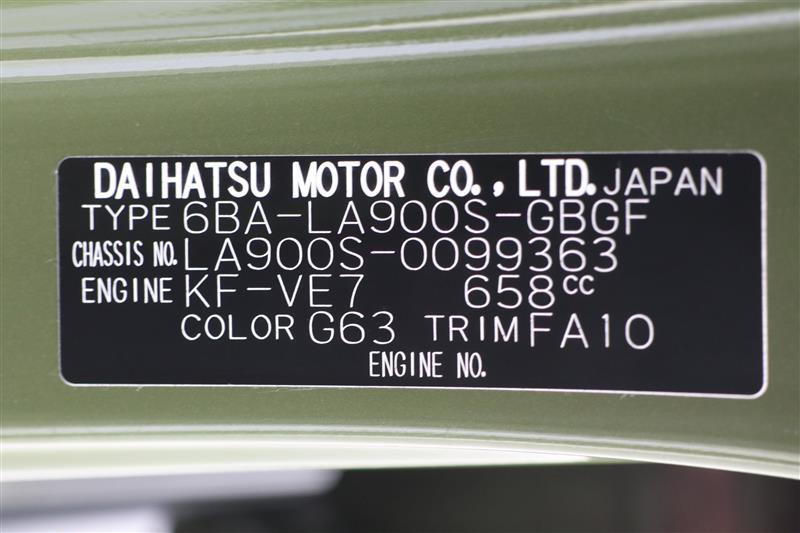 DAIHATSU MOTOR CO., LTD. JAPAN
TYPE 6BA-LA900S-GBGF
CHASSIS NO. LA900S-0099363
ENGINE KF-VE7 658cc
COLOR G63 TRIM FA10
ENGINE NO.